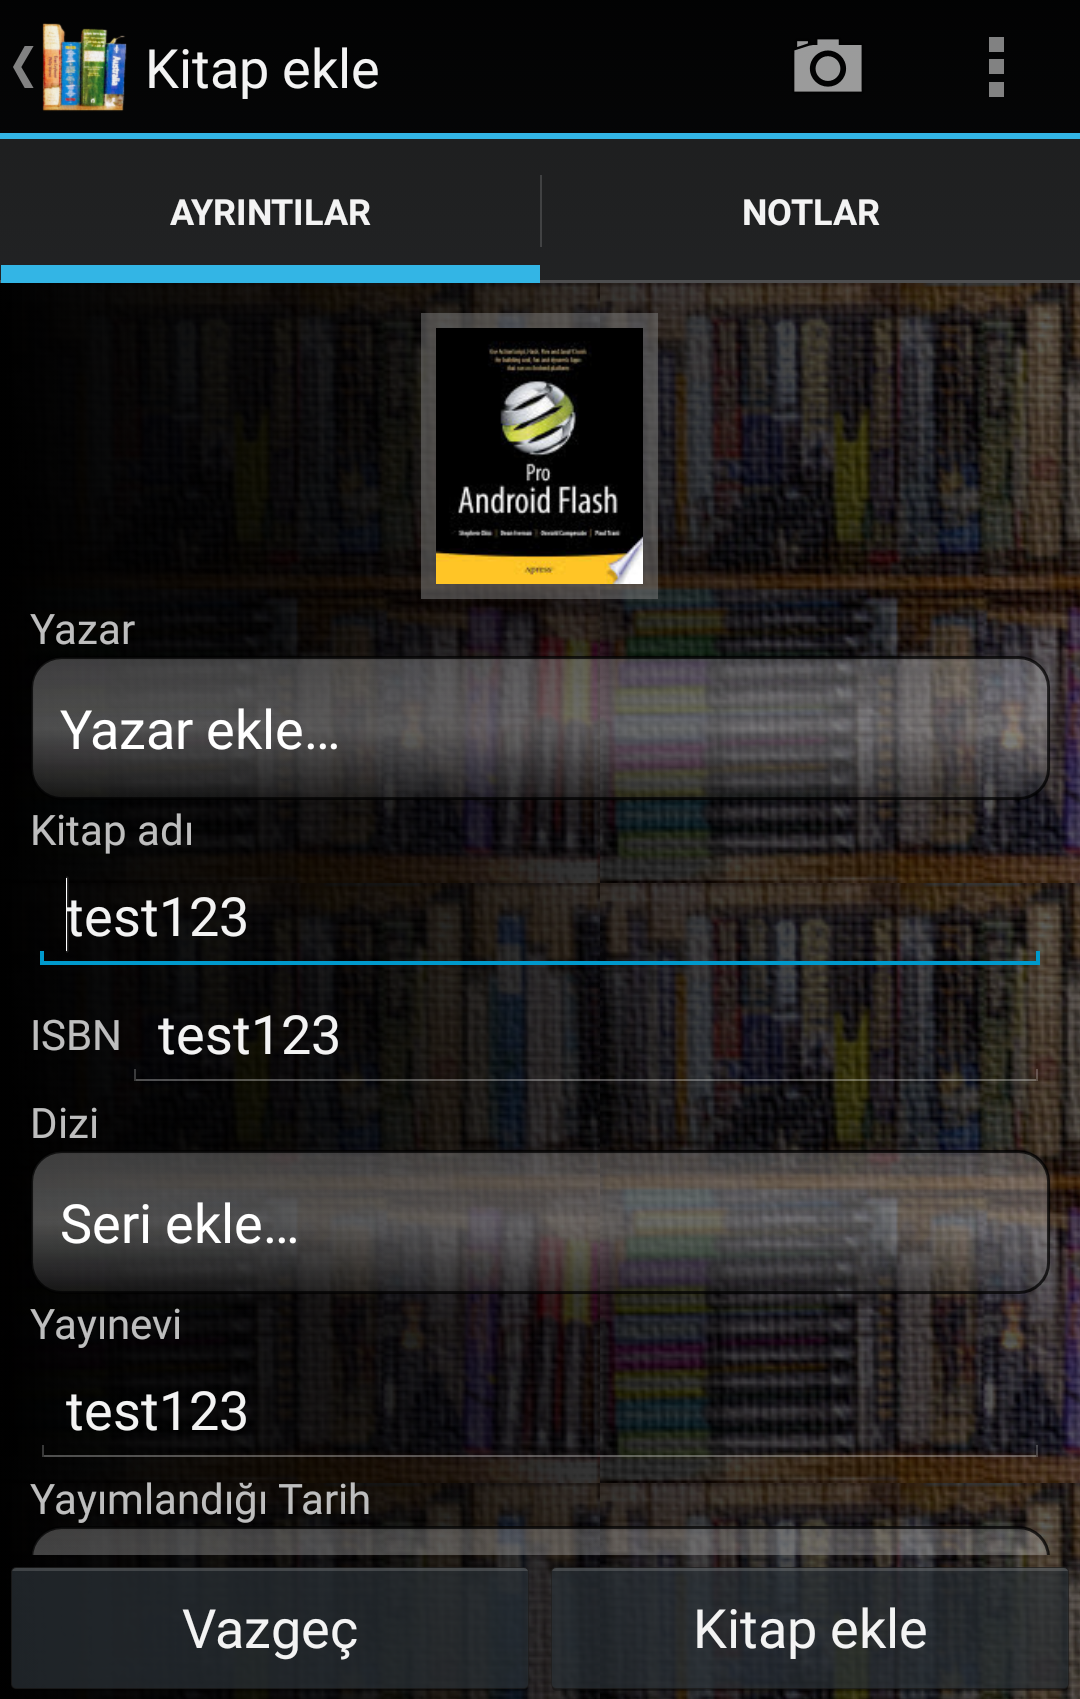 Kitap ekle
AYRINTILAR
NOTLAR
Pro
Android Flash
Apress
Yazar
Yazar ekle...
Kitap adı
test123
ISBN
test123
Dizi
Seri ekle...
Yayınevi
test123
Yayımlandığı Tarih
Vazgeç
Kitap ekle